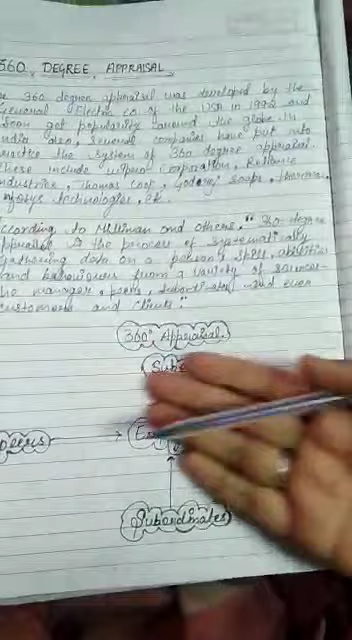 360 DEGREE APPRAISAL
360 degree appraisal was developed by the
General Electric co. of the USA in 1992 and
Soon got popularity around the globe. In
India also, several companies have put into
practice the system of 360 degree appraisal.
These include Wipro Corporation, Reliance
Industries, Thomas Cook, Godrej Soaps, Thermax,
Infosys technologies, etc.
According to Milliman and others, "360 degree
appraisal is the process of systematically
gathering data on a person's skill, abilities
and behaviours from a variety of sources-
the manager, peers, subordinates and even
customers and clients."
360° Appraisal
peers
Subordinates